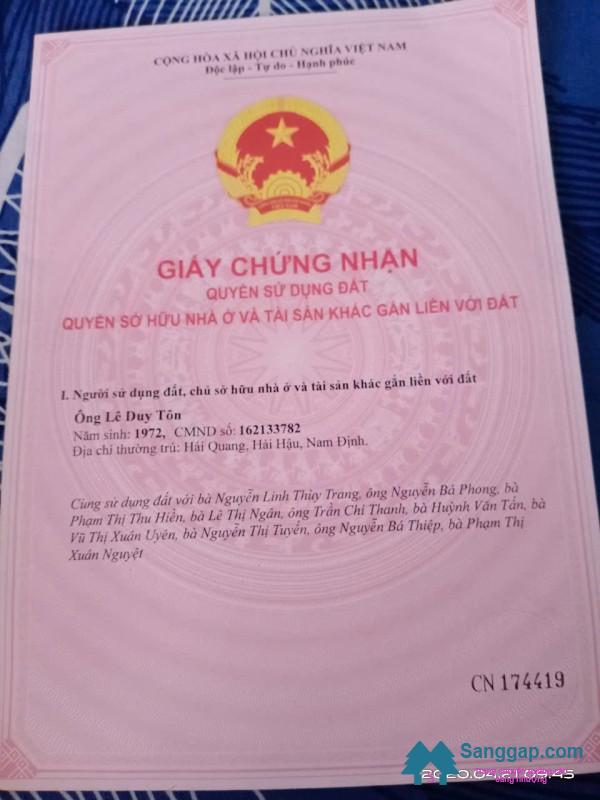 CỘNG HÒA XÃ HỘI CHỦ NGHĨA VIỆT NAM
Độc lập - Tự do - Hạnh phúc
GIẤY CHỨNG NHẬN
QUYỀN SỬ DỤNG ĐẤT
QUYỀN SỞ HỮU NHÀ Ở VÀ TÀI SẢN KHÁC GẮN LIỀN VỚI ĐẤT
I. Người sử dụng đất, chủ sở hữu nhà ở và tài sản khác gắn liền với đất
Ông Lê Duy Tôn
Năm sinh: 1972, CMND số: 162133782
Địa chỉ thường trú: Hải Quang, Hải Hậu, Nam Định.
Cùng sử dụng đất với bà Nguyễn Linh Thùy Trang, ông Nguyễn Bá Phong, bà
Phạm Thị Thu Hiền, bà Lê Thị Ngân, ông Trần Chí Thanh, bà Huỳnh Văn Tấn, bà
Vũ Thị Xuân Uyên, bà Nguyễn Thị Tuyển, ông Nguyễn Bá Thiệp, bà Phạm Thị
Xuân Nguyệt
CN 174419
Sanggap.com
2020.04.21 09:45